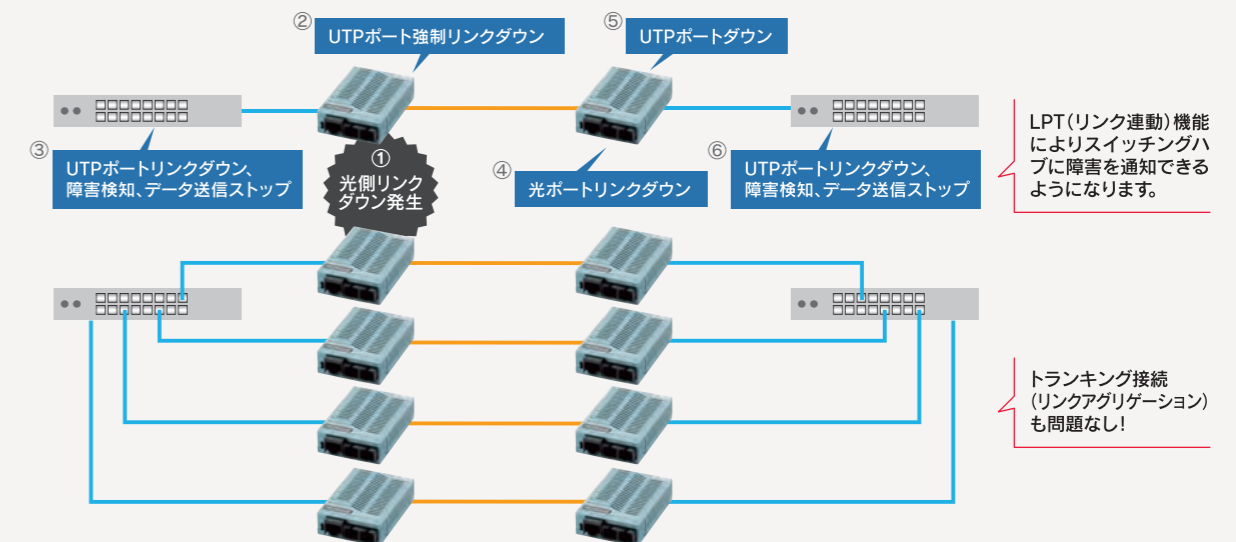 ②
UTPポート強制リンクダウン
⑤
UTPポートダウン
③
UTPポートリンクダウン、
障害検知、データ送信ストップ
①
光側リンク
ダウン発生
④
光ポートリンクダウン
⑥
UTPポートリンクダウン、
障害検知、データ送信ストップ
LPT（リンク連動）機能
によりスイッチングハ
ブに障害を通知できる
ようになります。
トランキング接続
（リンクアグリゲーション）
も問題なし！